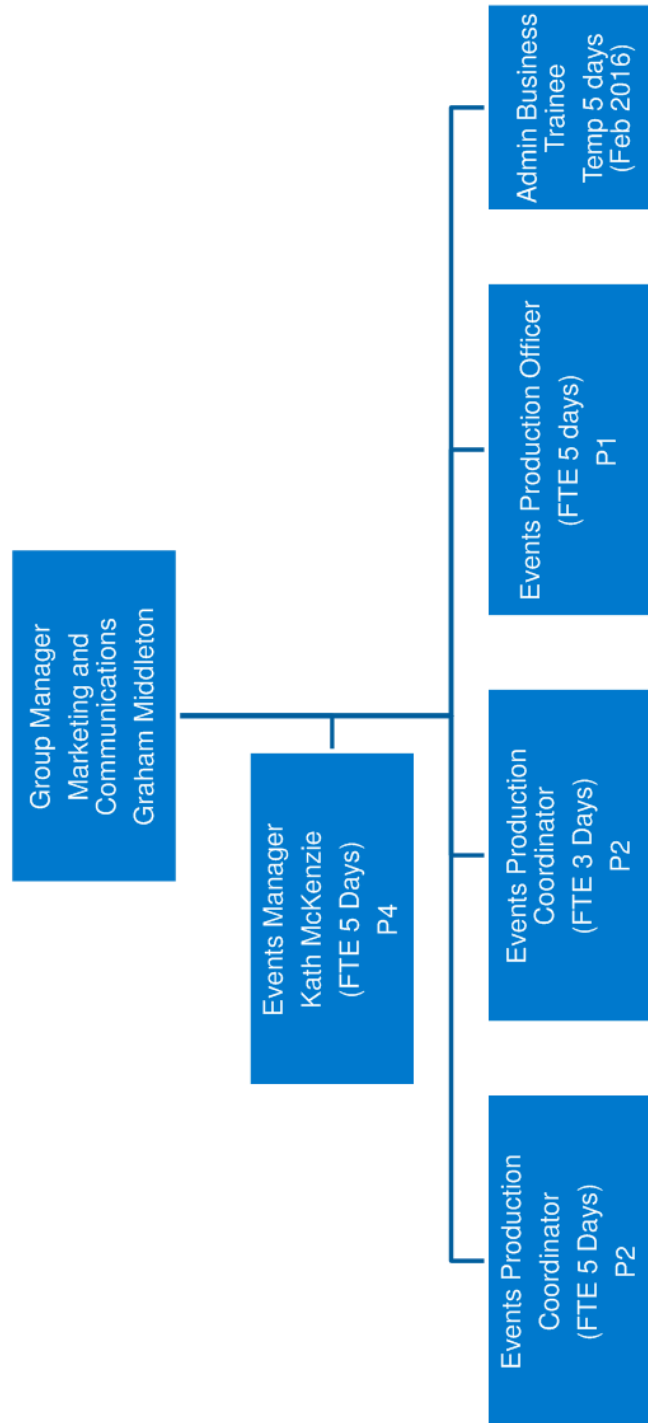 Group Manager
Marketing and
Communications
Graham Middleton
Events Manager
Kath McKenzie
(FTE 5 Days)
P4
Events Production
Coordinator
(FTE 5 Days)
P2
Events Production
Coordinator
(FTE 3 Days)
P2
Events Production Officer
(FTE 5 days)
P1
Admin Business
Trainee
Temp 5 days
(Feb 2016)